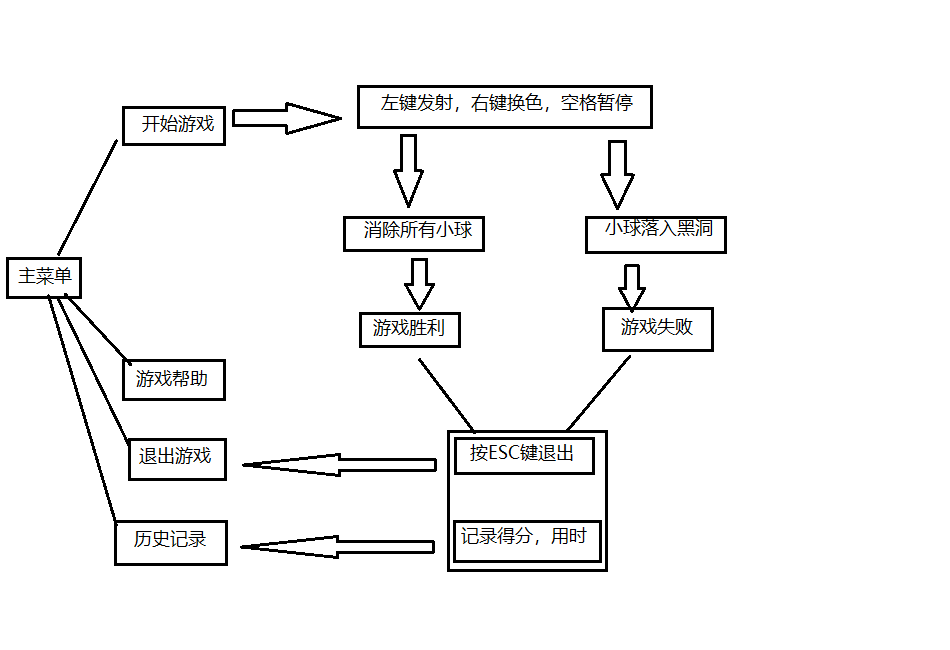 开始游戏
左键发射，右键换色，空格暂停
消除所有小球
小球落入黑洞
主菜单
游戏胜利
游戏失败
游戏帮助
退出游戏
按ESC键退出
历史记录
记录得分，用时